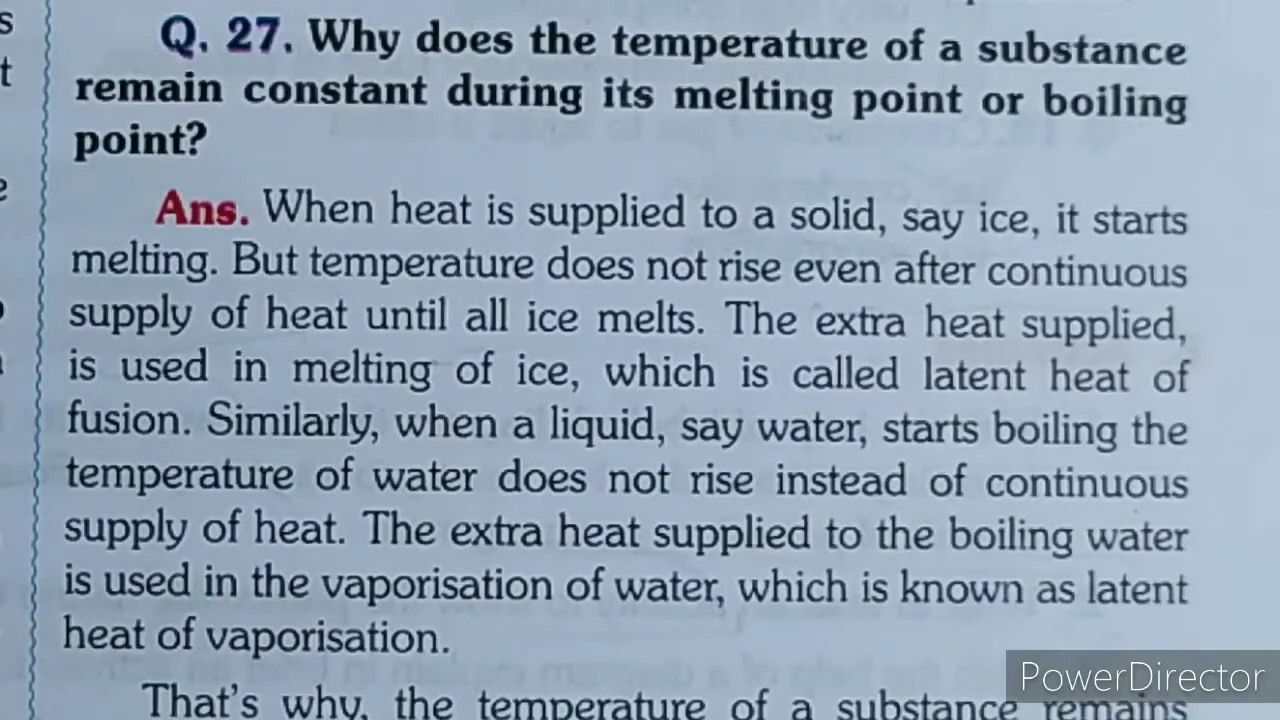 Q. 27. Why does the temperature of a substance
remain constant during its melting point or boiling
point?
Ans. When heat is supplied to a solid, say ice, it starts
melting. But temperature does not rise even after continuous
supply of heat until all ice melts. The extra heat supplied,
is used in melting of ice, which is called latent heat of
fusion. Similarly, when a liquid, say water, starts boiling the
temperature of water does not rise instead of continuous
supply of heat. The extra heat supplied to the boiling water
is used in the vaporisation of water, which is known as latent
heat of vaporisation.
That's why, the temperature of a substance remains
PowerDirector